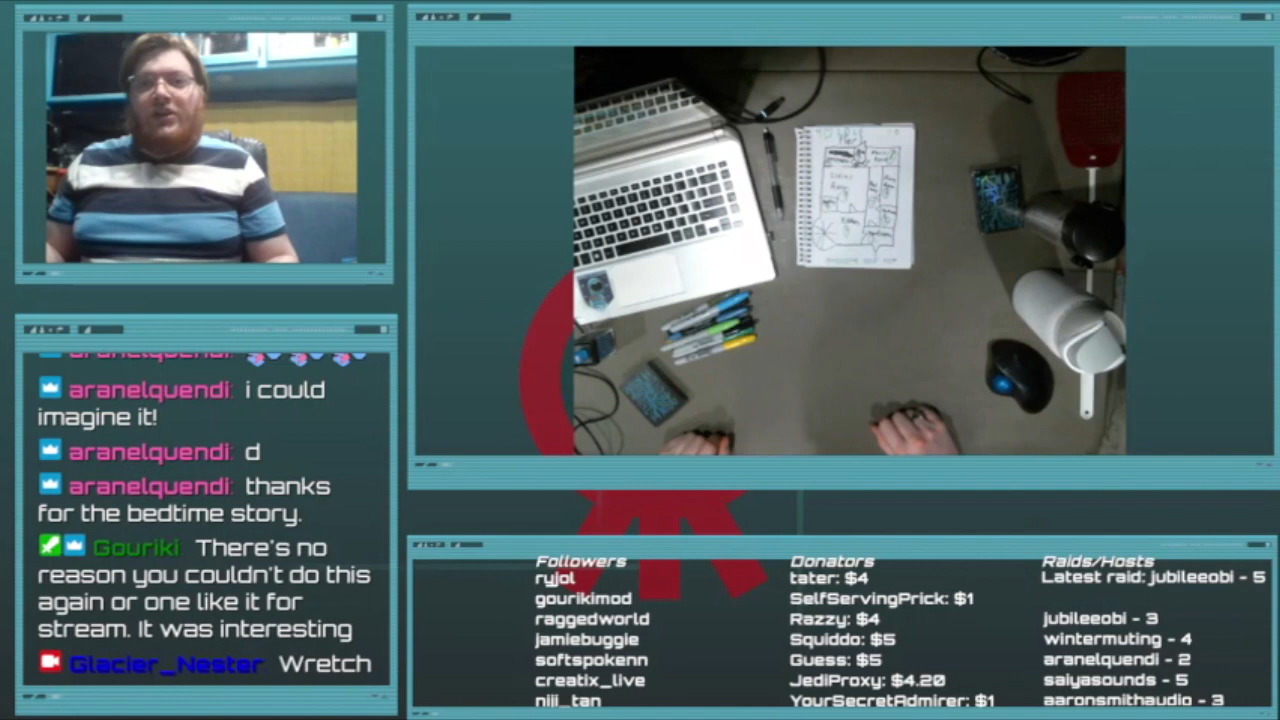 aranelquendi:
aranelquendi: i could
imagine it!
aranelquendi: d
aranelquendi: thanks
for the bedtime story.
Gouriki There's no
reason you couldn't do this
again or one like it for
stream. It was interesting
Glacier_Nester Wretch
Followers
ryjol
gourikimod
raggedworld
jamiebuggie
softspokenn
creatix_live
niji_tan
Donators
tater: $4
SelfServingPrick: $1
Razzy: $4
Squiddo: $5
Guess: $5
JediProxy: $4.20
YourSecretAdmirer: $1
Raids/Hosts
Latest raid: jubileeobi - 5
jubileeobi - 3
wintermuting - 4
aranelquendi - 2
saiyasounds - 5
aaronsmithaudio - 3